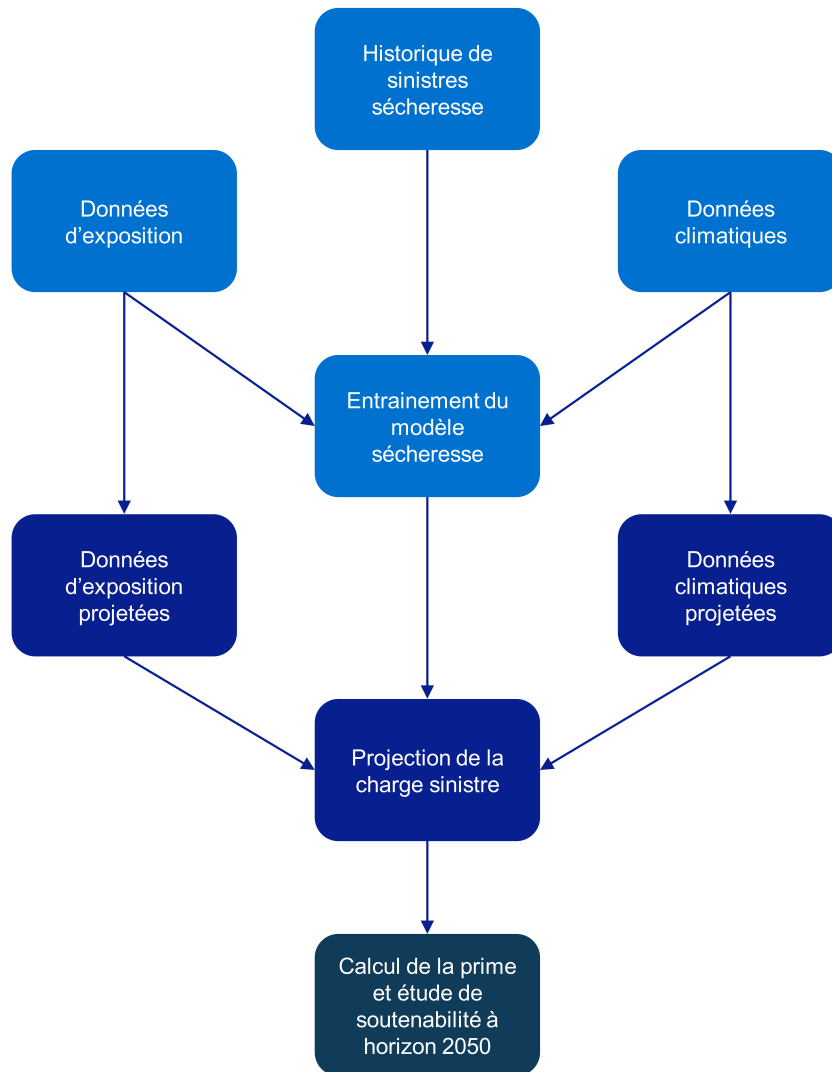 Historique de
sinistres
sécheresse
Données
d'exposition
Données
climatiques
Entrainement du
modèle
sécheresse
Données
d'exposition
projetées
Données
climatiques
projetées
Projection de la
charge sinistre
Calcul de la prime
et étude de
soutenabilité à
horizon 2050